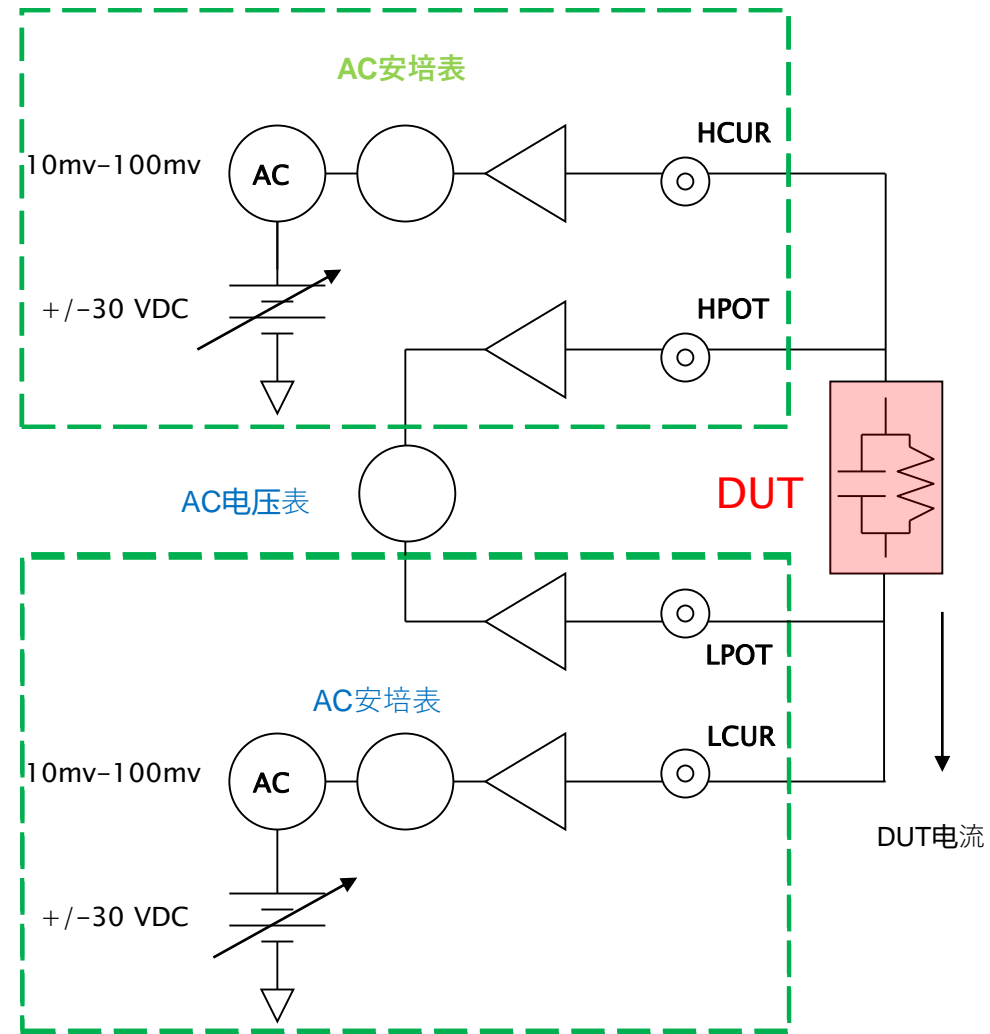 AC安培表
HCUR
10mv-100mv
AC
+/-30 VDC
HPOT
DUT
AC电压表
LPOT
AC安培表
LCUR
10mv-100mv
AC
DUT电流
+/-30 VDC